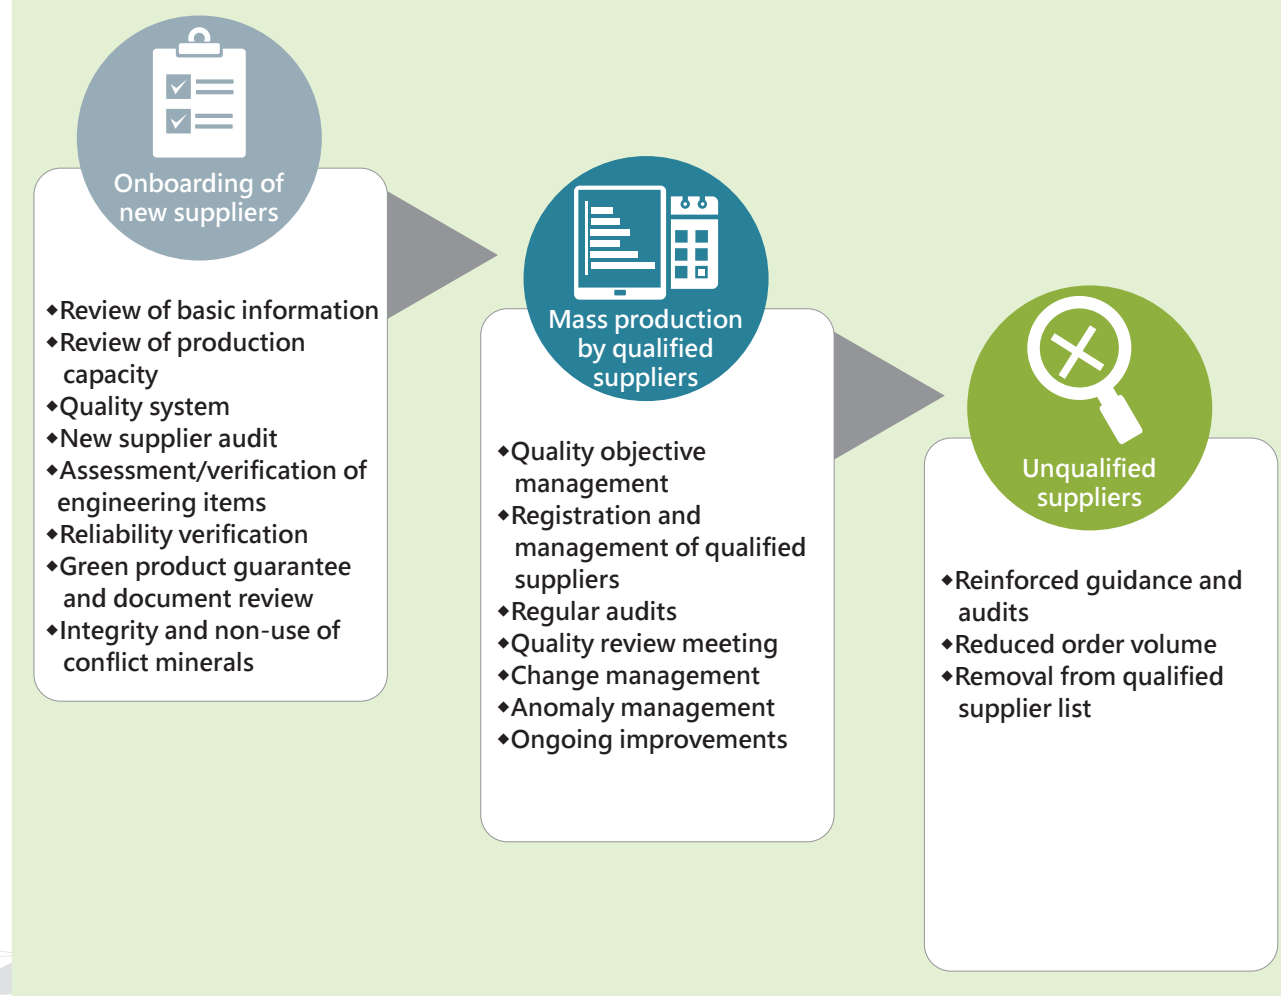 Onboarding of
new suppliers
◆Review of basic information
◆Review of production
capacity
◆Quality system
◆New supplier audit
◆Assessment/verification of
engineering items
◆Reliability verification
◆Green product guarantee
and document review
◆Integrity and non-use of
conflict minerals
Mass production
by qualified
suppliers
◆Quality objective
management
◆Registration and
management of qualified
suppliers
◆Regular audits
◆Quality review meeting
◆Change management
◆Anomaly management
◆Ongoing improvements
Unqualified
suppliers
◆Reinforced guidance and
audits
◆Reduced order volume
◆Removal from qualified
supplier list